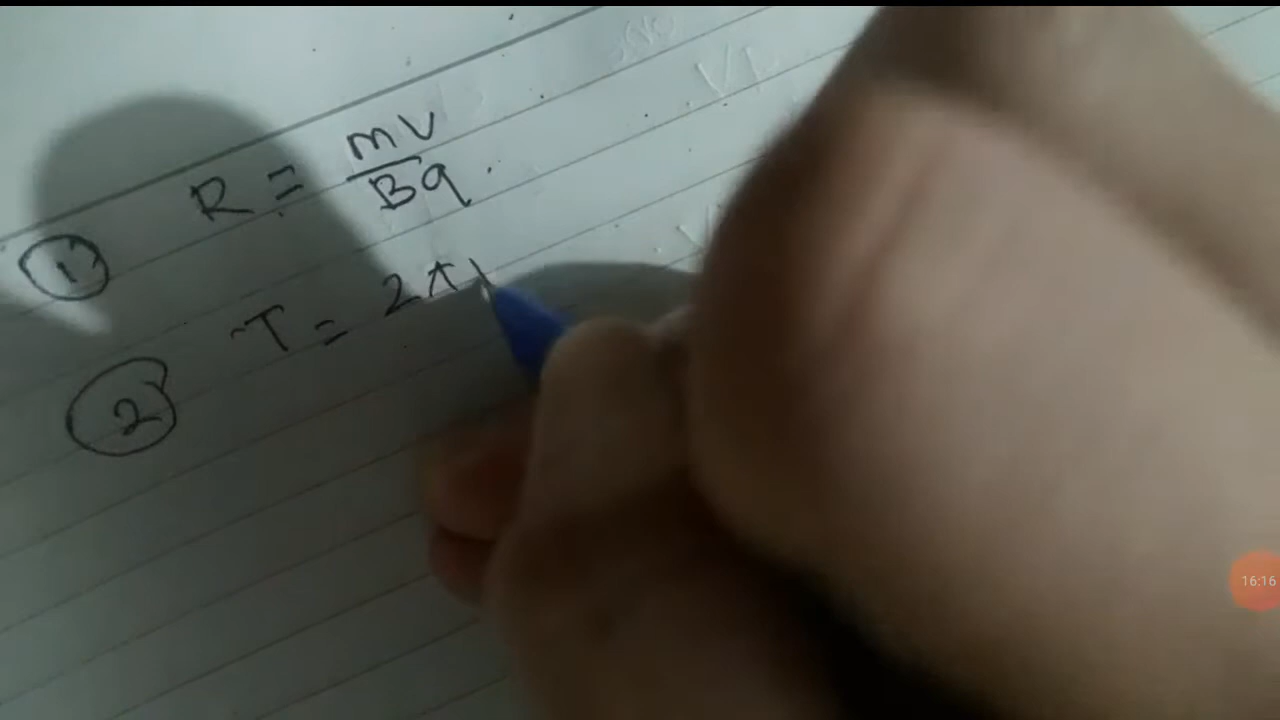 ① R = mv/Bq.
② T = 2π
16:16